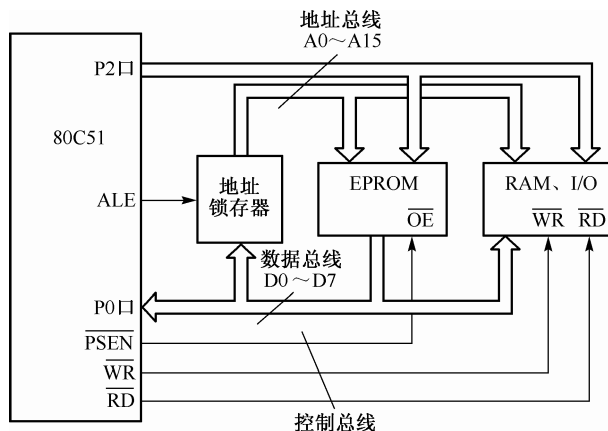 地址总线
A0～A15
P2口
80C51
ALE
地址
锁存器
EPROM
OE
RAM、I/O
WR RD
数据总线
D0～D7
P0口
PSEN
WR
RD
控制总线